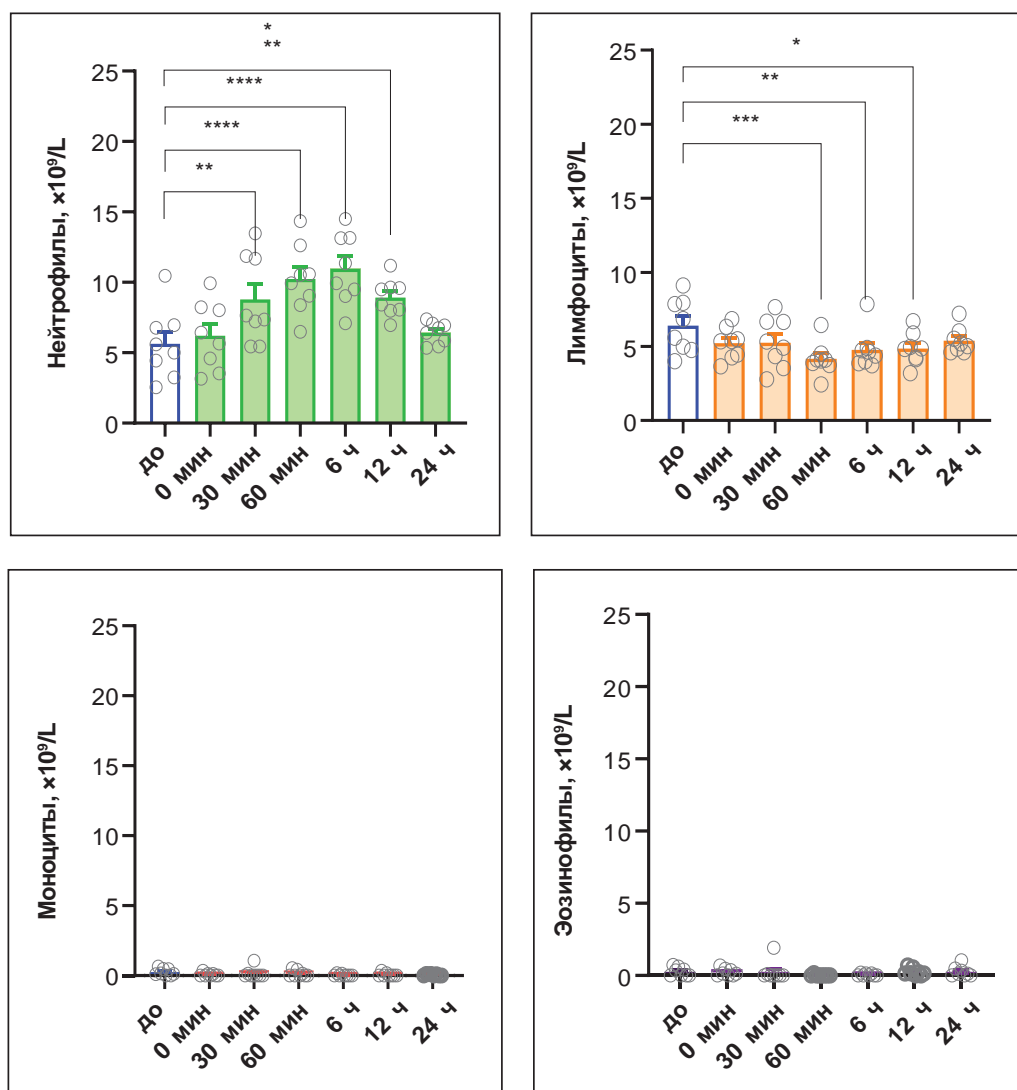 *
**
****
****
**
25
20
15
10
5
0
Нейтрофилы, ×10⁹/L
до
0 мин
30 мин
60 мин
6 ч
12 ч
24 ч
*
**
***
25
20
15
10
5
0
Лимфоциты, ×10⁹/L
до
0 мин
30 мин
60 мин
6 ч
12 ч
24 ч
25
20
15
10
5
0
Моноциты, ×10⁹/L
до
0 мин
30 мин
60 мин
6 ч
12 ч
24 ч
25
20
15
10
5
0
Эозинофилы, ×10⁹/L
до
0 мин
30 мин
60 мин
6 ч
12 ч
24 ч